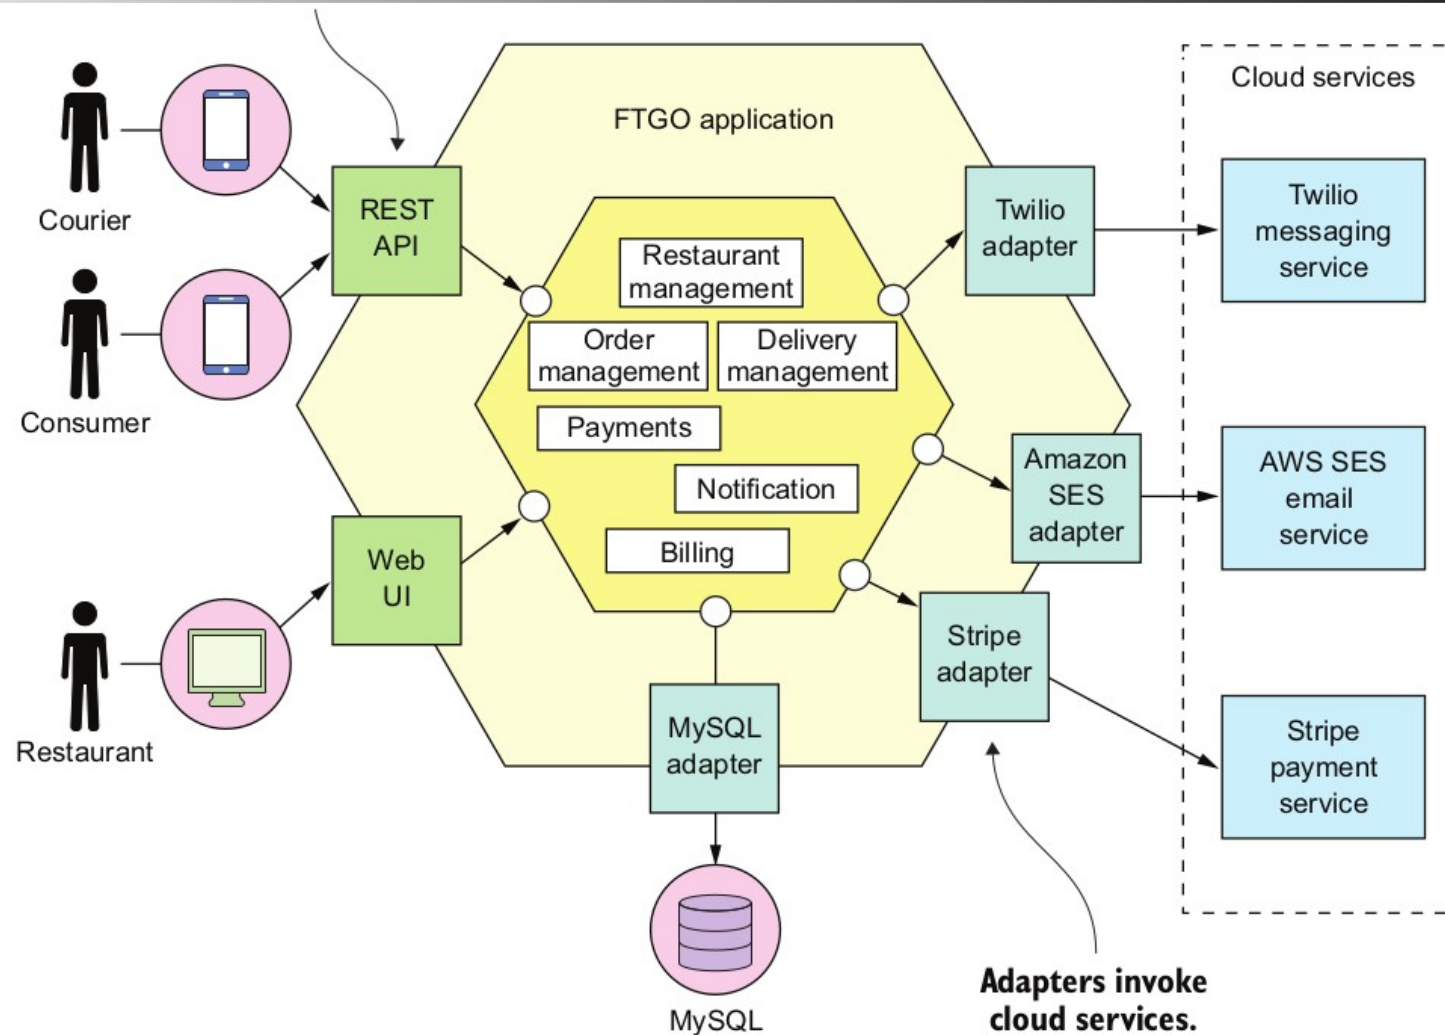 Cloud services
FTGO application
Courier
REST
API
Twilio
adapter
Twilio
messaging
service
Restaurant
management
Order
management
Delivery
management
Consumer
Payments
Notification
Billing
Amazon
SES
adapter
AWS SES
email
service
Web
UI
Restaurant
Stripe
adapter
Stripe
payment
service
MySQL
adapter
MySQL
Adapters invoke
cloud services.